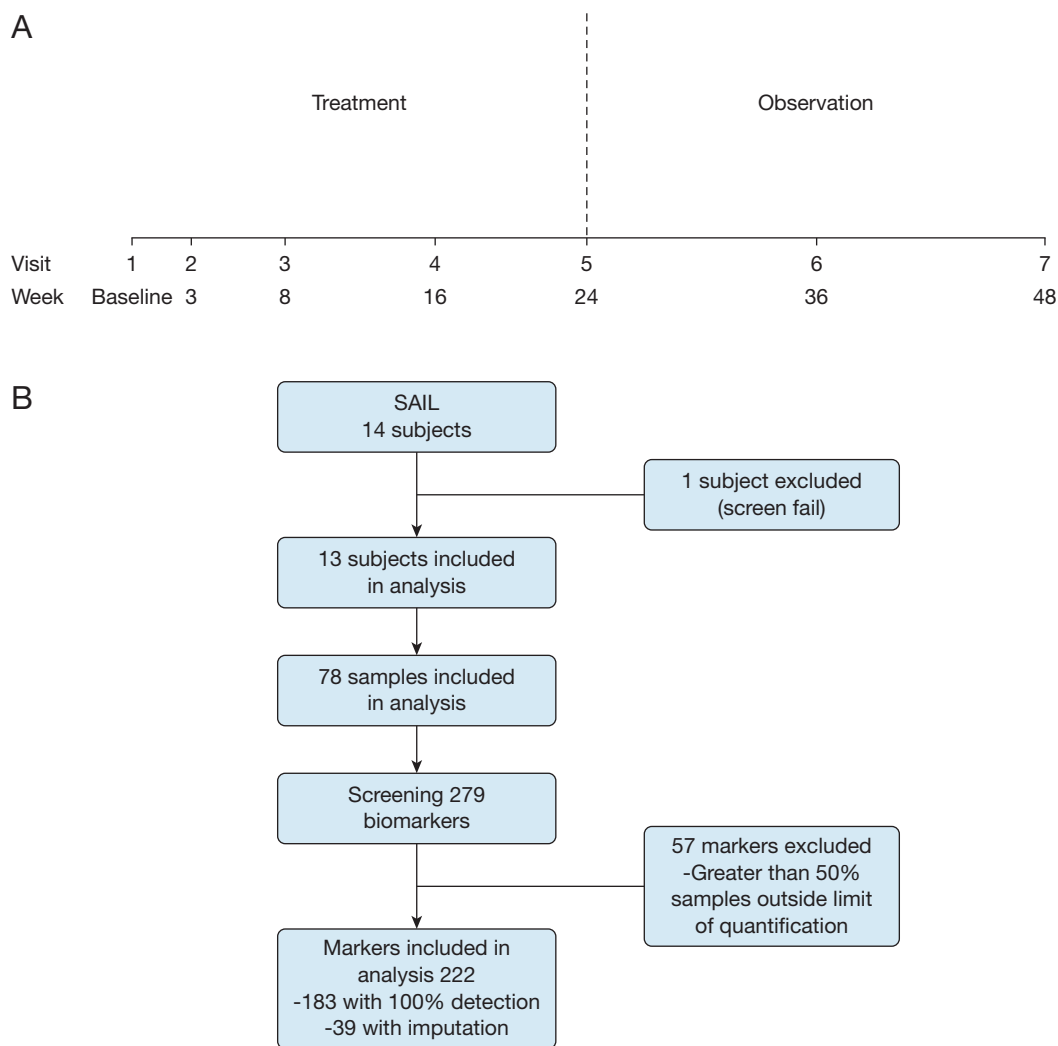 A
Treatment
Observation
Visit 1 2 3 4 5 6 7
Week Baseline 3 8 16 24 36 48
B
SAIL
14 subjects
1 subject excluded
(screen fail)
13 subjects included
in analysis
78 samples included
in analysis
Screening 279
biomarkers
57 markers excluded
-Greater than 50%
samples outside limit
of quantification
Markers included in
analysis 222
-183 with 100% detection
-39 with imputation